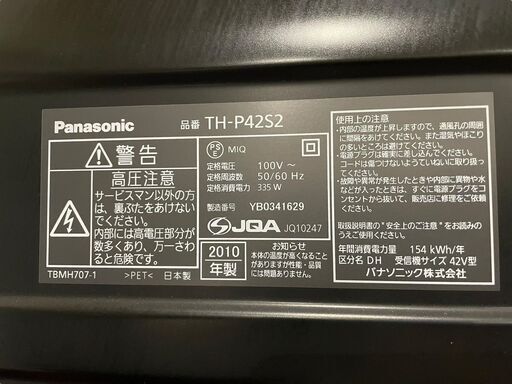 Panasonic
品番 TH-P42S2
警告
高圧注意
サービスマン以外の方
は、裏ぶたをあけない
でください。
内部には高電圧部分が
数多くあり、万一さわ
ると危険です。
TBMH707-1 >PET< 日本製
PS
E
MIQ
定格電圧 100V〜
定格周波数 50/60 Hz
定格消費電力 335 W
製造番号 YB0341629
JQA JQ10247
2010
年製
お知らせ
本体の温度が高くなること
がありますが性能・品質
には問題ありません。
使用上の注意
・内部の温度が上昇しますので、通風孔の周囲
に間隔をあけてください。また湿気やほこり
の多いところは避けてください。
・電源プラグは確実に差し込んでください。
コードは傷つけないようていねいに取り扱っ
てください。
・故障や異常が発生したときや内部に異物や水
などが入ったときは、すぐに電源プラグをコ
ンセントから抜いて、販売店に修理をご依頼
ください。
取扱説明書"安全上のご注意"をお読みの
うえご使用ください。
年間消費電力量 154 kWh/年
区分名 DH 受信機サイズ 42V型
パナソニック株式会社